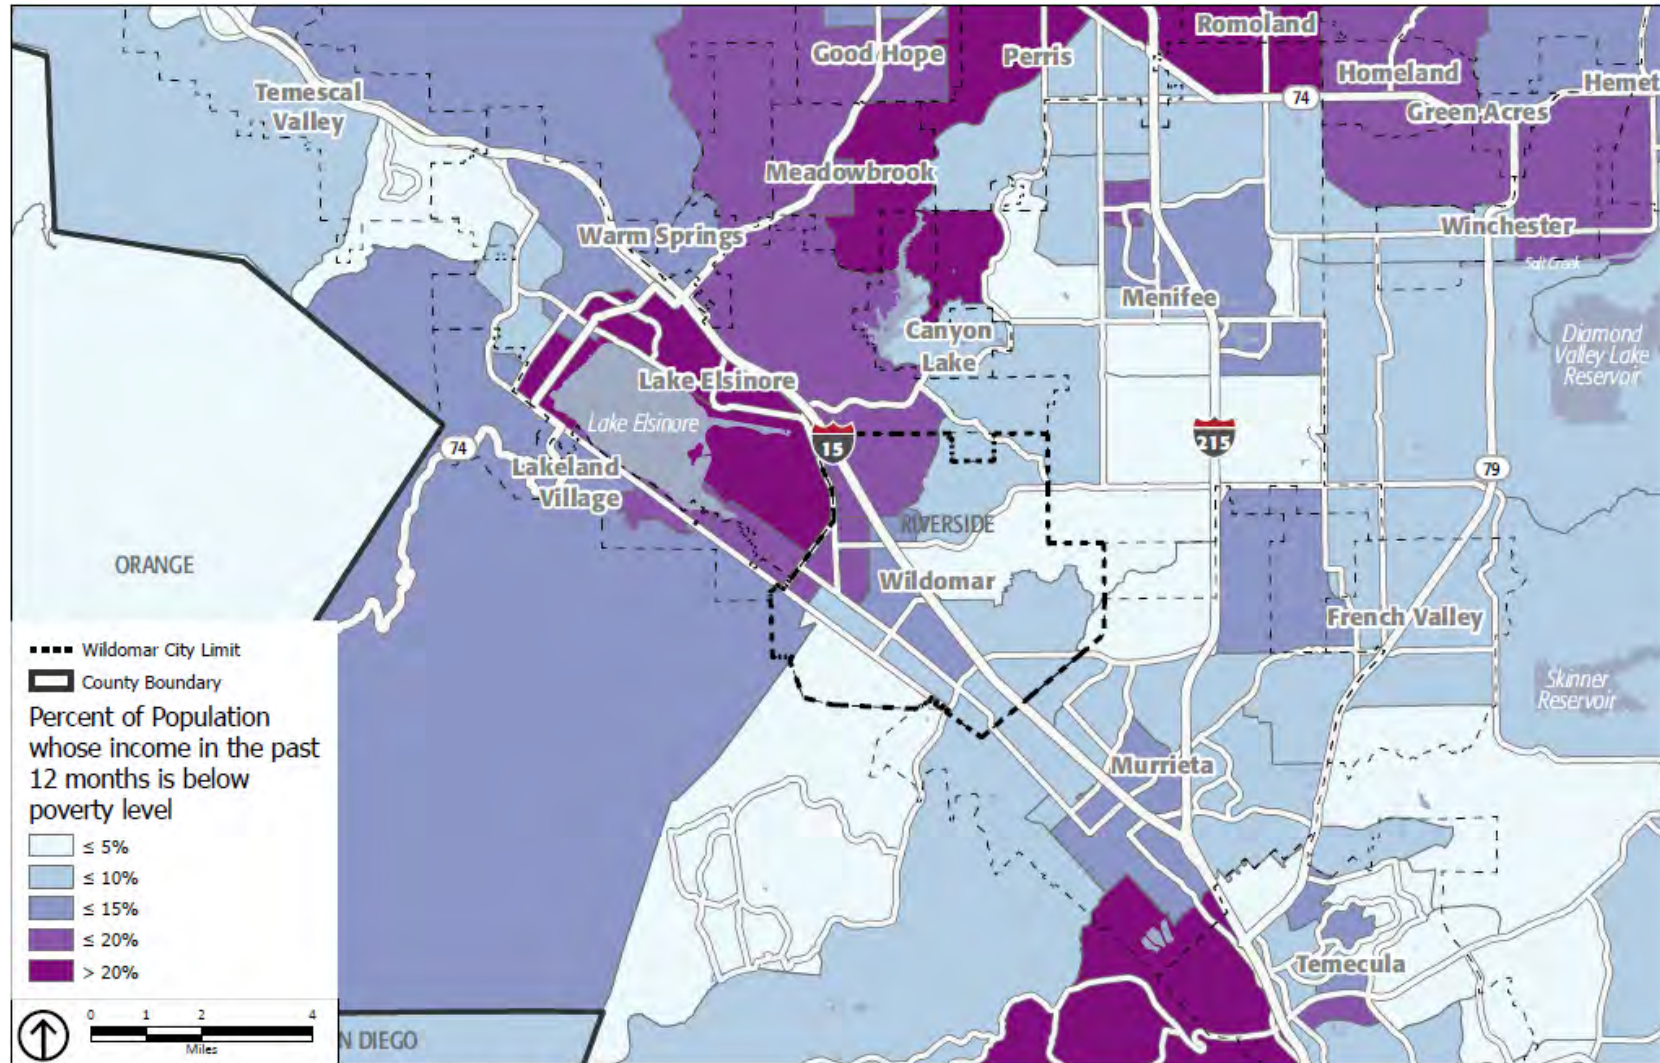 Romoland
Good Hope
Perris
Homeland
Hemet
Temescal
Valley
74
Green Acres
Meadowbrook
Warm Springs
Winchester
Salt Creek
Menifee
Canyon
Lake
Diamond
Valley Lake
Reservoir
Lake Elsinore
Lake Elsinore
15
215
74
79
Lakeland
Village
RIVERSIDE
ORANGE
Wildomar
French Valley
Skinner
Reservoir
Murrieta
Temecula
N DIEGO
Wildomar City Limit
County Boundary
Percent of Population
whose income in the past
12 months is below
poverty level
≤ 5%
≤ 10%
≤ 15%
≤ 20%
> 20%
0 1 2 4
Miles